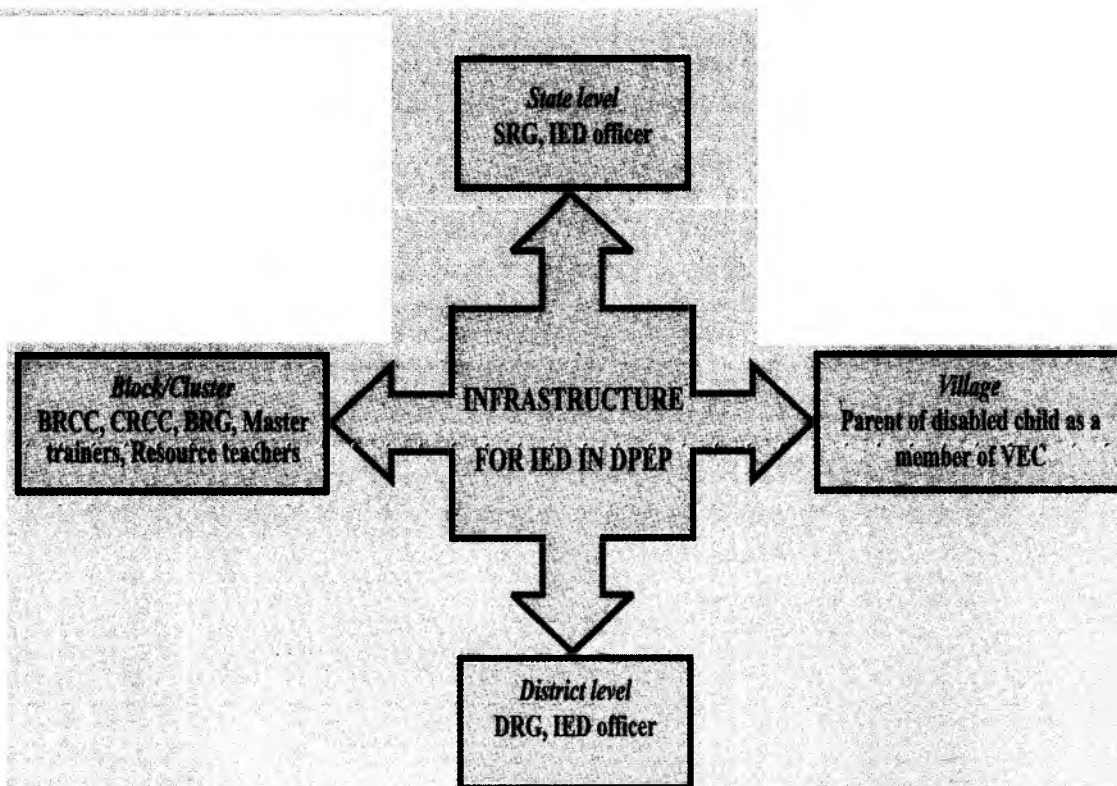 State level
SRG, IED officer
Block/Cluster
BRCC, CRCC, BRG, Master
trainers, Resource teachers
INFRASTRUCTURE
FOR IED IN DPEP
Village
Parent of disabled child as a
member of VEC
District level
DRG, IED officer